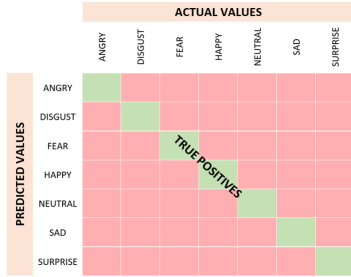 ACTUAL VALUES
ANGRY
DISGUST
FEAR
HAPPY
NEUTRAL
SAD
SURPRISE
PREDICTED VALUES
ANGRY
DISGUST
FEAR
HAPPY
NEUTRAL
SAD
SURPRISE
TRUE POSITIVES